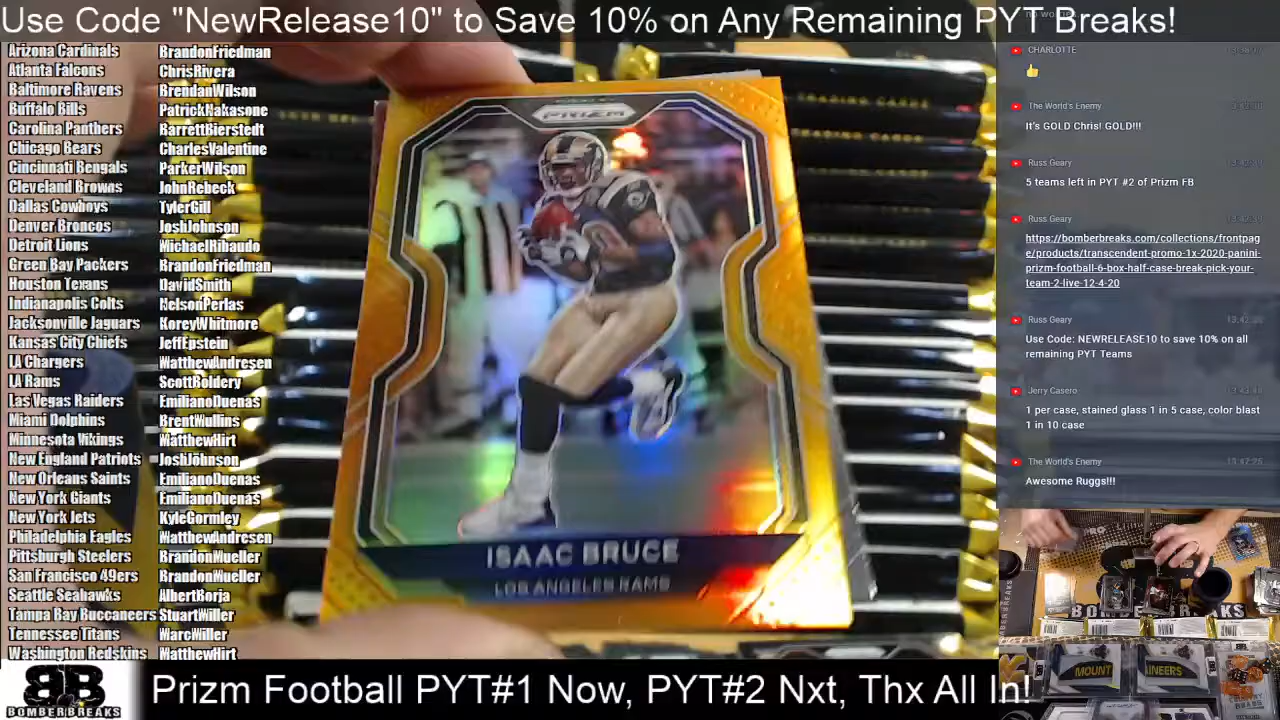 Use Code "NewRelease10" to Save 10% on Any Remaining PYT Breaks!
Arizona Cardinals BrandonFriedman
Atlanta Falcons ChrisRivera
Baltimore Ravens BrendanWilson
Buffalo Bills PatrickNakasone
Carolina Panthers BarrettBierstedt
Chicago Bears CharlesValentine
Cincinnati Bengals ParkerWilson
Cleveland Browns JohnRebeck
Dallas Cowboys TylerGill
Denver Broncos JoshJohnson
Detroit Lions MichaelRibaudo
Green Bay Packers BrandonFriedman
Houston Texans DavidSmith
Indianapolis Colts NelsonPerlas
Jacksonville Jaguars KoreyWhitmore
Kansas City Chiefs JeffEpstein
LA Chargers MatthewAndresen
LA Rams ScottBoldery
Las Vegas Raiders EmilianoDuenas
Miami Dolphins BrentWullins
Minnesota Vikings MatthewHirt
New England Patriots JoshJohnson
New Orleans Saints EmilianoDuenas
New York Giants EmilianoDuenas
New York Jets KyleGormley
Philadelphia Eagles MatthewAndresen
Pittsburgh Steelers BrandonMueller
San Francisco 49ers BrandonMueller
Seattle Seahawks AlbertBorja
Tampa Bay Buccaneers StuartWiller
Tennessee Titans MarcWiller
Washington Redskins MatthewHirt
TRADING CARDS
TRADING CARDS
PRIZM
ISAAC BRUCE
LOS ANGELES RAMS
CHARLOTTE
👍
The World's Enemy
It's GOLD Chris! GOLD!!!
Russ Geary
5 teams left in PYT #2 of Prizm FB
Russ Geary
https://bomberbreaks.com/collections/frontpag
e/products/transcendent-promo-1x-2020-panini-
prizm-football-6-box-half-case-break-pick-your-
team-2-live-12-4-20
Russ Geary
Use Code: NEWRELEASE10 to save 10% on all
remaining PYT Teams
Jerry Casero
1 per case, stained glass 1 in 5 case, color blast
1 in 10 case
The World's Enemy
Awesome Ruggs!!!
BOMBER BREAKS
MOUNT
INEERS
BB
BOMBERBREAKS
Prizm Football PYT#1 Now, PYT#2 Nxt, Thx All In!